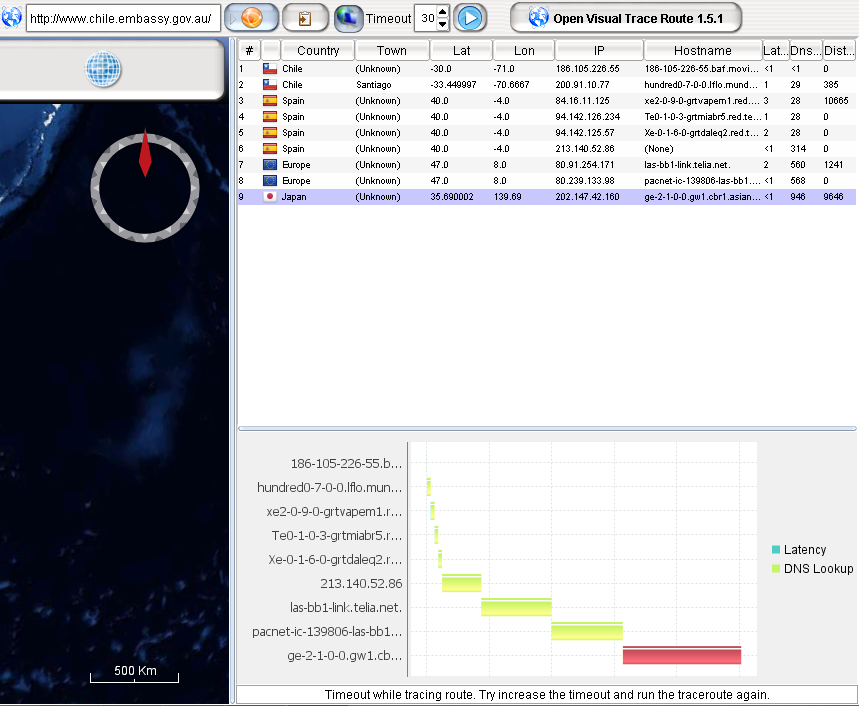 http://www.chile.embassy.gov.au/ Timeout 30 Open Visual Trace Route 1.5.1
# Country Town Lat Lon IP Hostname Lat... Dns... Dist...
1 Chile (Unknown) -30.0 -71.0 186.105.226.55 186-105-226-55.baf.movi... <1 <1 0
2 Chile Santiago -33.449997 -70.6667 200.91.10.77 hundred0-7-0-0.lflo.mund... 1 29 385
3 Spain (Unknown) 40.0 -4.0 84.16.11.125 xe2-0-9-0-grtvapem1.red.... 3 28 10665
4 Spain (Unknown) 40.0 -4.0 94.142.126.234 Te0-1-0-3-grtmiabr5.red.te... 1 28 0
5 Spain (Unknown) 40.0 -4.0 94.142.125.57 Xe-0-1-6-0-grtdaleq2.red.t... 2 28 0
6 Spain (Unknown) 40.0 -4.0 213.140.52.86 (None) <1 314 0
7 Europe (Unknown) 47.0 8.0 80.91.254.171 las-bb1-link.telia.net. 2 560 1241
8 Europe (Unknown) 47.0 8.0 80.239.133.98 pacnet-ic-139806-las-bb1.... <1 568 0
9 Japan (Unknown) 35.690002 139.69 202.147.42.160 ge-2-1-0-0.gw1.cbr1.asian... <1 946 9646
186-105-226-55.b...
hundred0-7-0-0.lflo.mun...
xe2-0-9-0-grtvapem1.r...
Te0-1-0-3-grtmiabr5.r...
Xe-0-1-6-0-grtdaleq2.r...
213.140.52.86
las-bb1-link.telia.net.
pacnet-ic-139806-las-bb1...
ge-2-1-0-0.gw1.cb...
Latency
DNS Lookup
500 Km
Timeout while tracing route. Try increase the timeout and run the traceroute again.